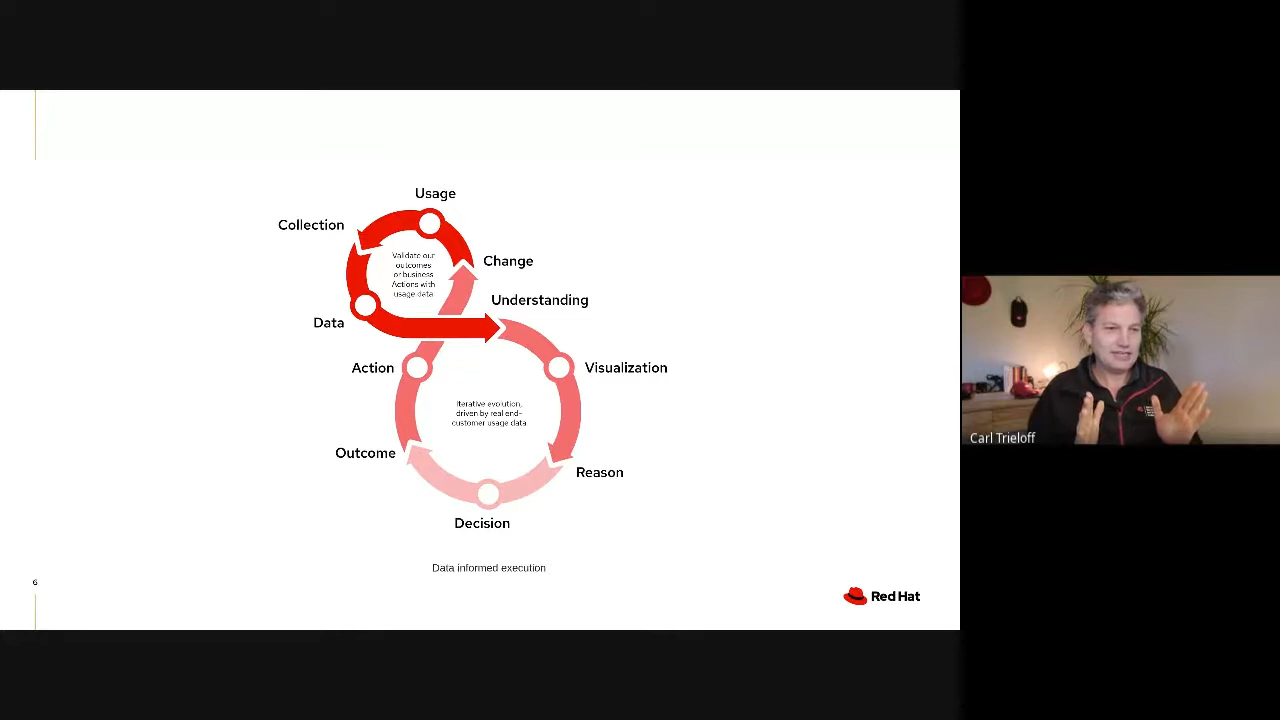 Usage
Collection
Validate our
outcomes
or business
Actions with
usage data
Change
Understanding
Data
Action
Visualization
Iterative evolution,
driven by real end-
customer usage data
Outcome
Reason
Decision
Data informed execution
6
Red Hat
Carl Trieloff